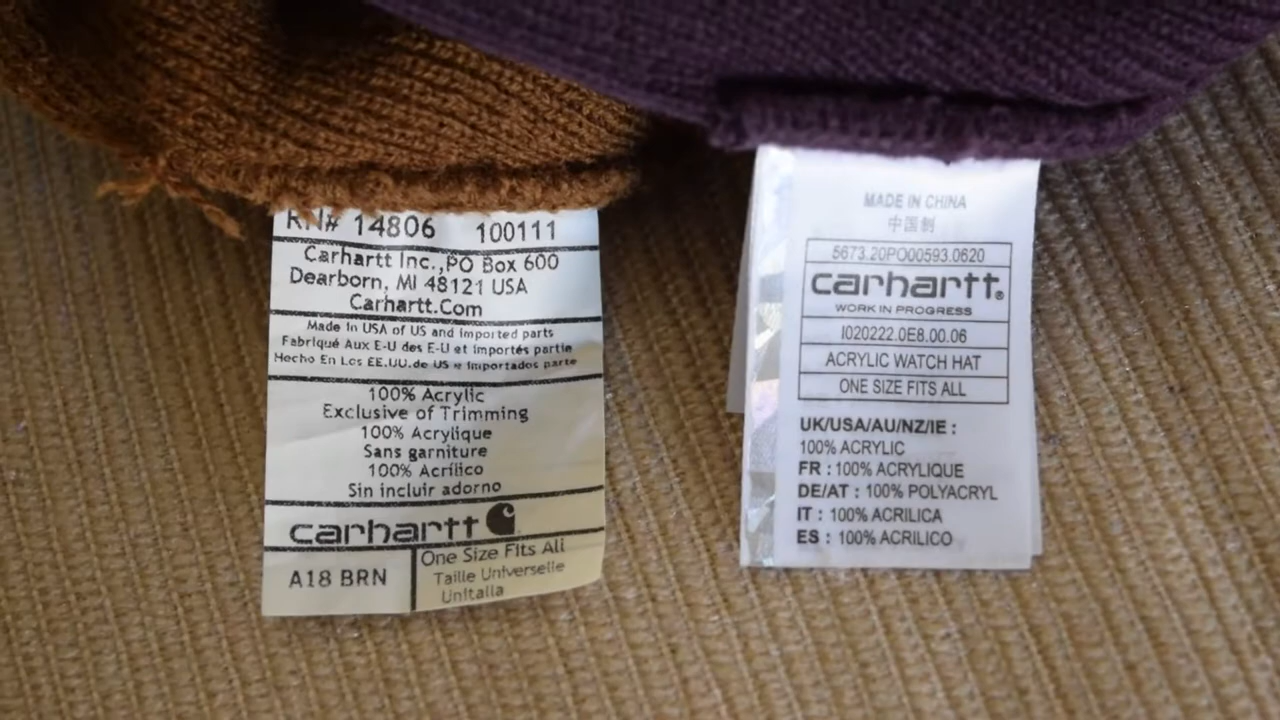 RN# 14806 100111
Carhartt Inc.,PO Box 600
Dearborn, MI 48121 USA
Carhartt.Com
Made In USA of US and imported parts
Fabriqué Aux E-U des E-U et importés partie
Hecho En Los EE.UU.de US e Importados parte
100% Acrylic
Exclusive of Trimming
100% Acrylique
Sans garniture
100% Acrílico
Sin incluir adorno
carhartt
A18 BRN
One Size Fits All
Taille Universelle
Unitalla
MADE IN CHINA
中国制
5673.20PO00593.0620
carhartt®
WORK IN PROGRESS
I020222.0E8.00.06
ACRYLIC WATCH HAT
ONE SIZE FITS ALL
UK/USA/AU/NZ/IE :
100% ACRYLIC
FR : 100% ACRYLIQUE
DE/AT : 100% POLYACRYL
IT : 100% ACRILICA
ES : 100% ACRILICO